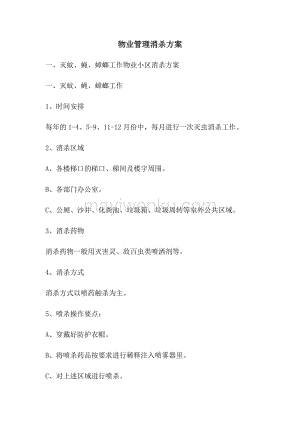 物业管理消杀方案
一、灭蚊、蝇、蟑螂工作物业小区消杀方案
一、灭蚊、蝇、蟑螂工作
1、时间安排
每年的1-4、5-9、11-12月份中，每月进行一次灭虫消杀工作。
2、消杀区域
A、各楼梯口的梯口、梯间及楼宇周围。
B、各部门办公室。
C、公厕、沙井、化粪池、垃圾箱、垃圾周转等室外公共区域。
3、消杀药物
消杀药物一般用灭害灵、敌百虫类喷洒剂等。
4、消杀方式
消杀方式以喷药触杀为主。
5、喷杀操作要点：
A、穿戴好防护衣帽。
B、将喷杀药品按要求进行稀释注入喷雾器里。
C、对上述区域进行喷杀。